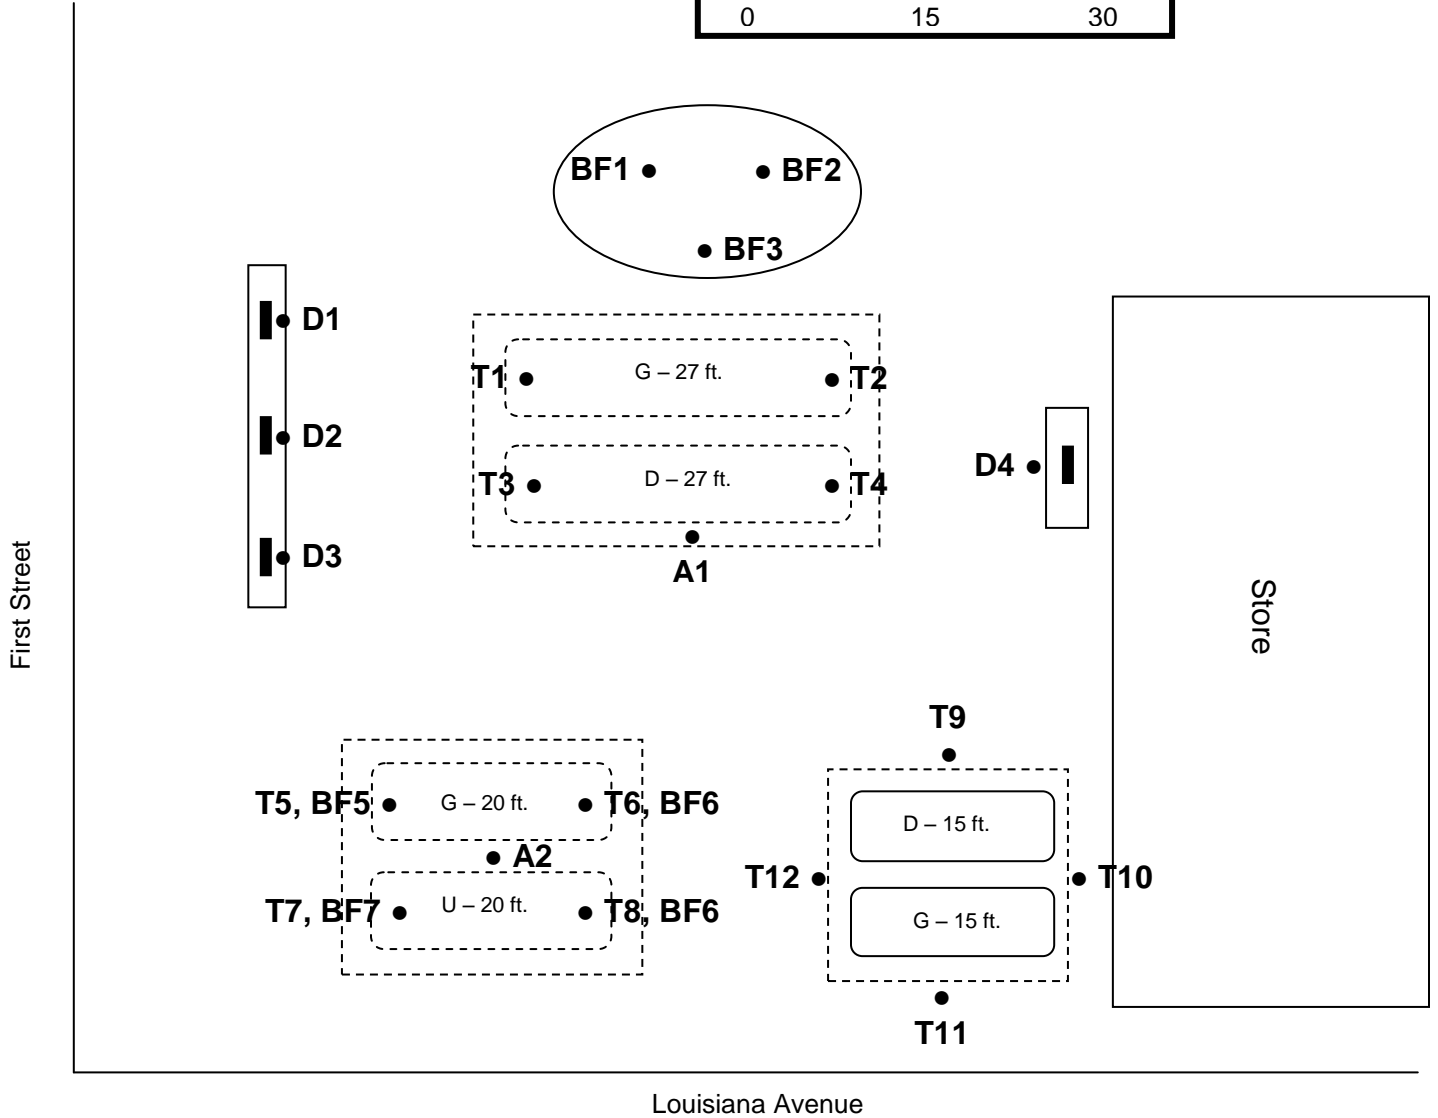 0 15 30
BF1 BF2
BF3
D1
T1 G – 27 ft. T2
D2
D4
T3 D – 27 ft. T4
D3
A1
First Street
Store
T9
T5, BF5 G – 20 ft. T6, BF6
D – 15 ft.
A2
T12 T10
T7, BF7 U – 20 ft. T8, BF6
G – 15 ft.
T11
Louisiana Avenue